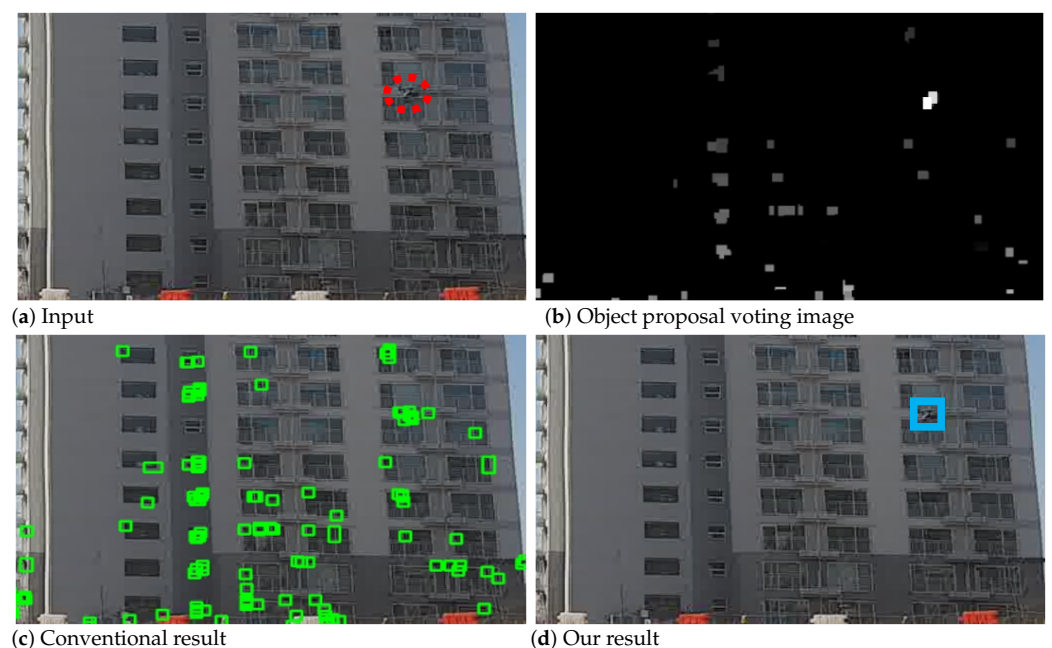 (a) Input
(b) Object proposal voting image
(c) Conventional result
(d) Our result